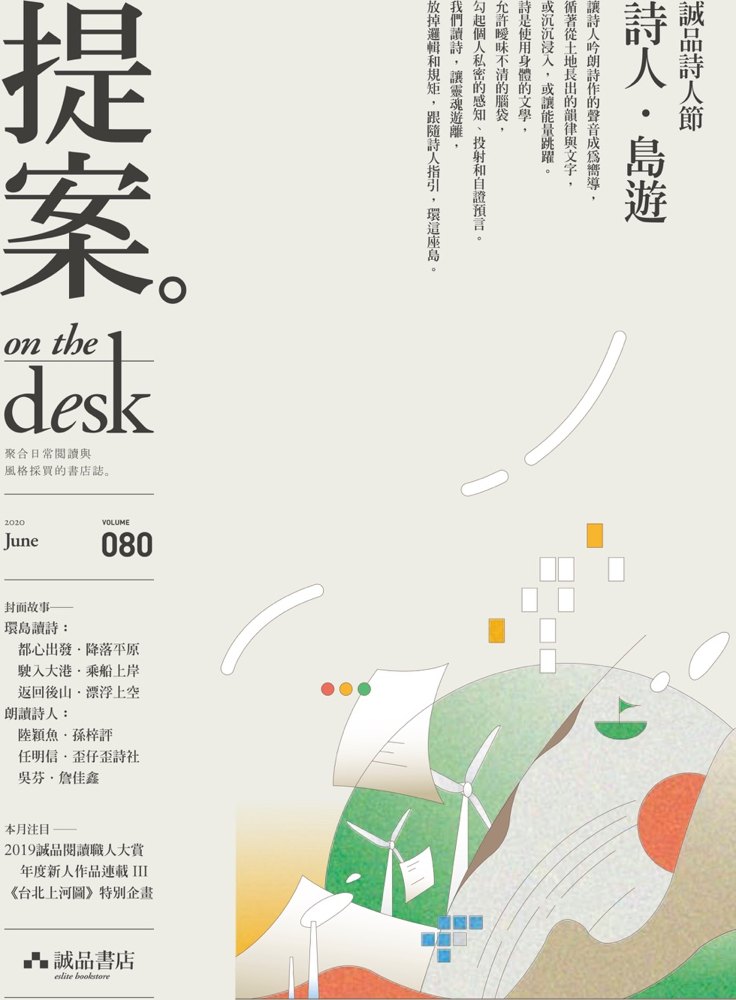 提案。
on the
desk
聚合日常閱讀與
風格採買的書店誌。
2020
June
VOLUME
080
封面故事——
環島讀詩：
都心出發・降落平原
駛入大港・乘船上岸
返回後山・漂浮上空
朗讀詩人：
陸穎魚・孫梓評
任明信・歪仔歪詩社
吳芬・詹佳鑫
本月注目——
2019誠品閱讀職人大賞
年度新人作品連載 III
《台北上河圖》特別企畫
誠品書店
eslite bookstore
誠品詩人節
詩人・島遊
讓詩人吟朗詩作的聲音成為嚮導，
循著從土地長出的韻律與文字，
或沉沉浸入，或讓能量跳躍。
詩是使用身體的文學，
允許曖昧不清的腦袋，
勾起個人私密的感知、投射和自證預言。
我們讀詩，讓靈魂遊離，
放掉邏輯和規矩，跟隨詩人指引，環這座島。